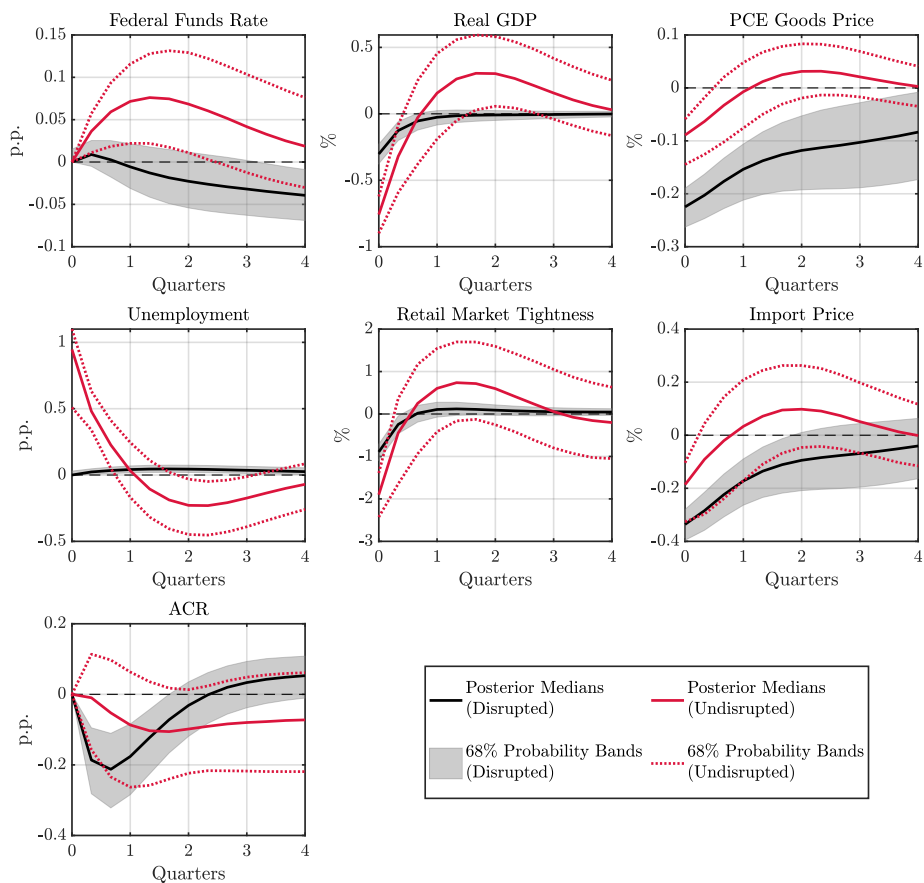 Federal Funds Rate
0.15
0.1
0.05
0
-0.05
-0.1
p.p.
0 1 2 3 4
Quarters
Real GDP
0.5
0
-0.5
-1
%
0 1 2 3 4
Quarters
PCE Goods Price
0.1
0
-0.1
-0.2
-0.3
%
0 1 2 3 4
Quarters
Unemployment
1
0.5
0
-0.5
p.p.
0 1 2 3 4
Quarters
Retail Market Tightness
2
1
0
-1
-2
-3
%
0 1 2 3 4
Quarters
Import Price
0.4
0.2
0
-0.2
-0.4
%
0 1 2 3 4
Quarters
ACR
0.2
0
-0.2
-0.4
p.p.
0 1 2 3 4
Quarters
Posterior Medians
(Disrupted)
Posterior Medians
(Undisrupted)
68% Probability Bands
(Disrupted)
68% Probability Bands
(Undisrupted)